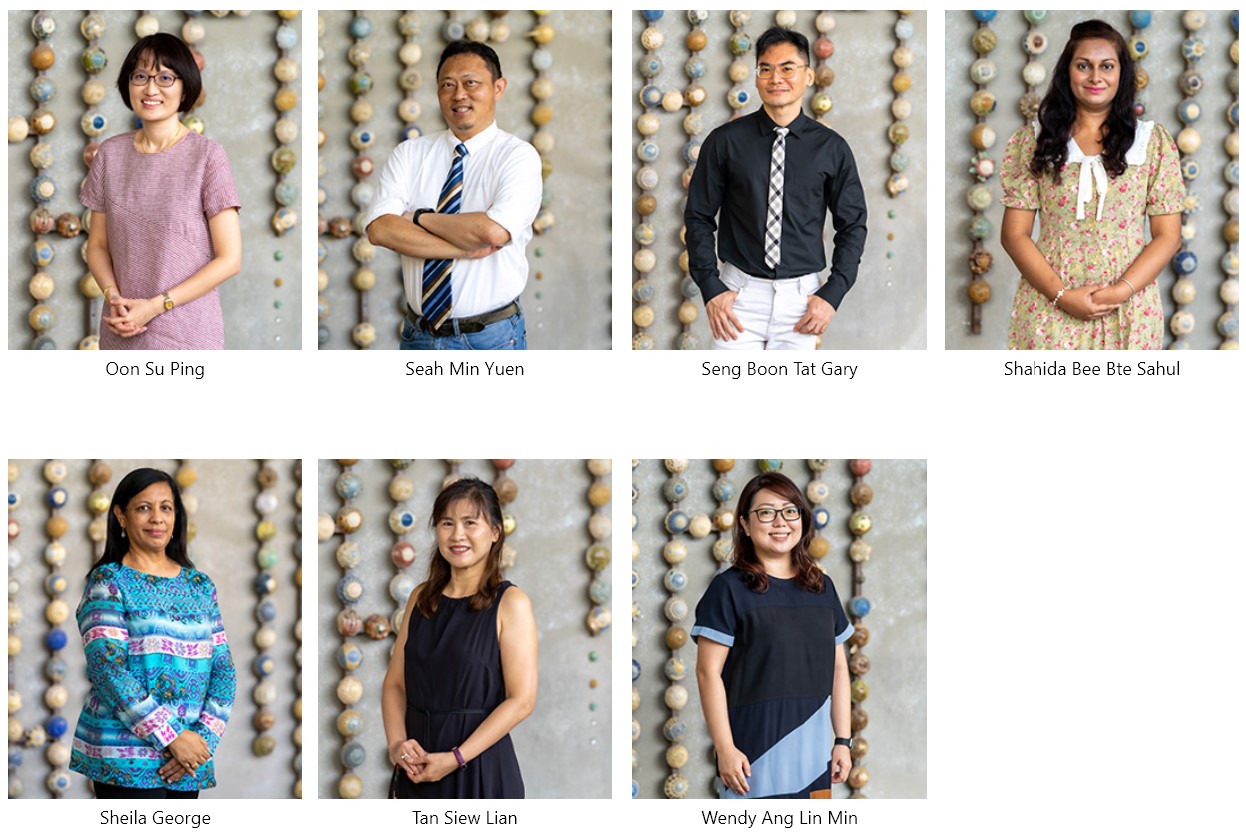 Oon Su Ping
Seah Min Yuen
Seng Boon Tat Gary
Shahida Bee Bte Sahul
Sheila George
Tan Siew Lian
Wendy Ang Lin Min